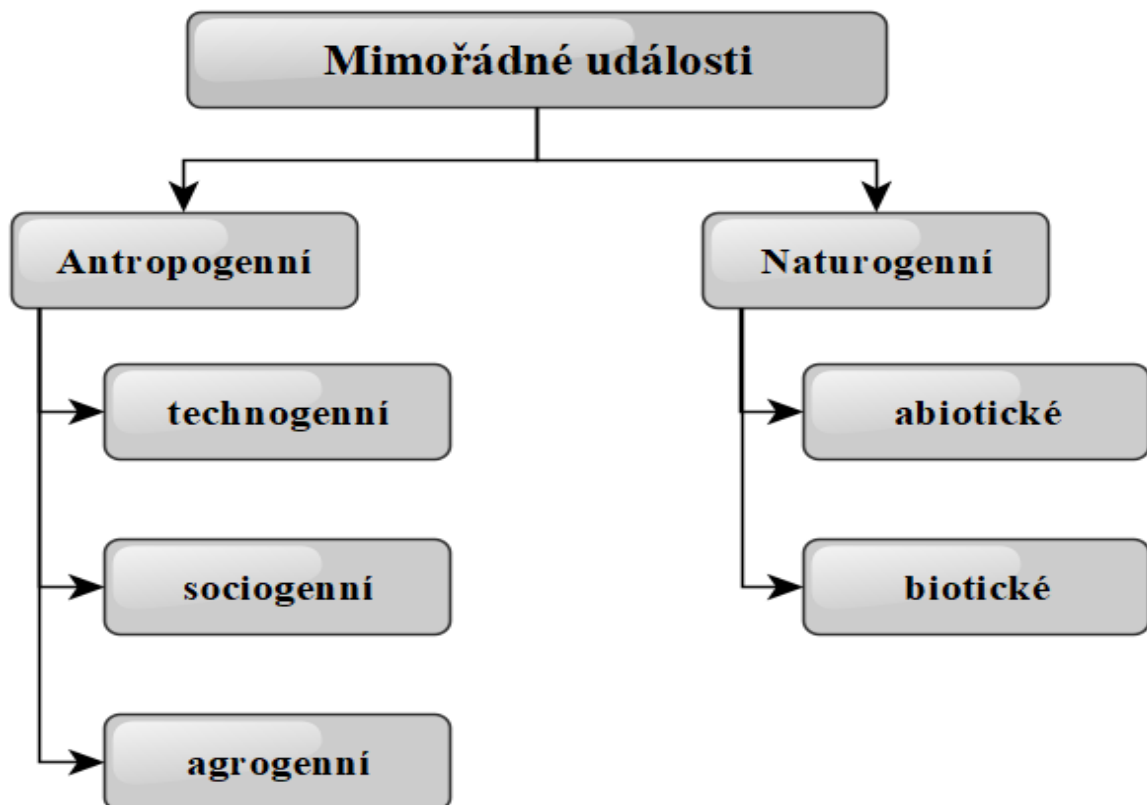 Mimořádné události
Antropogenní
Naturogenní
technogenní
abiotické
sociogenní
biotické
agrogenní